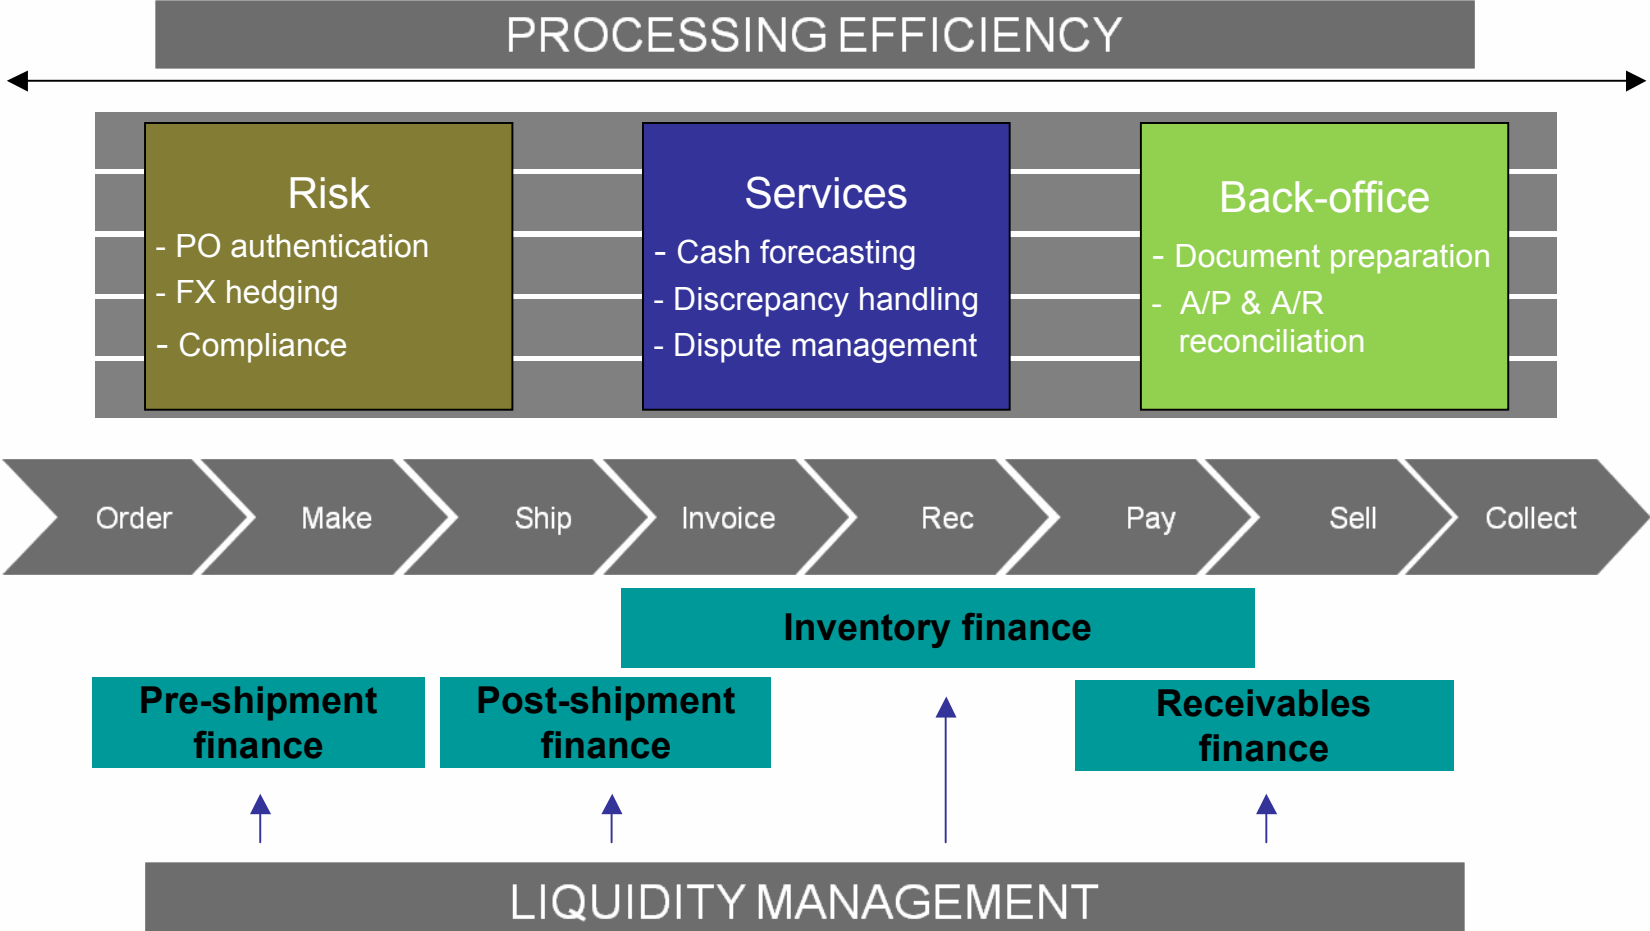 PROCESSING EFFICIENCY
Risk
- PO authentication
- FX hedging
- Compliance
Services
- Cash forecasting
- Discrepancy handling
- Dispute management
Back-office
- Document preparation
- A/P & A/R
reconciliation
Order
Make
Ship
Invoice
Rec
Pay
Sell
Collect
Inventory finance
Pre-shipment
finance
Post-shipment
finance
Receivables
finance
LIQUIDITY MANAGEMENT